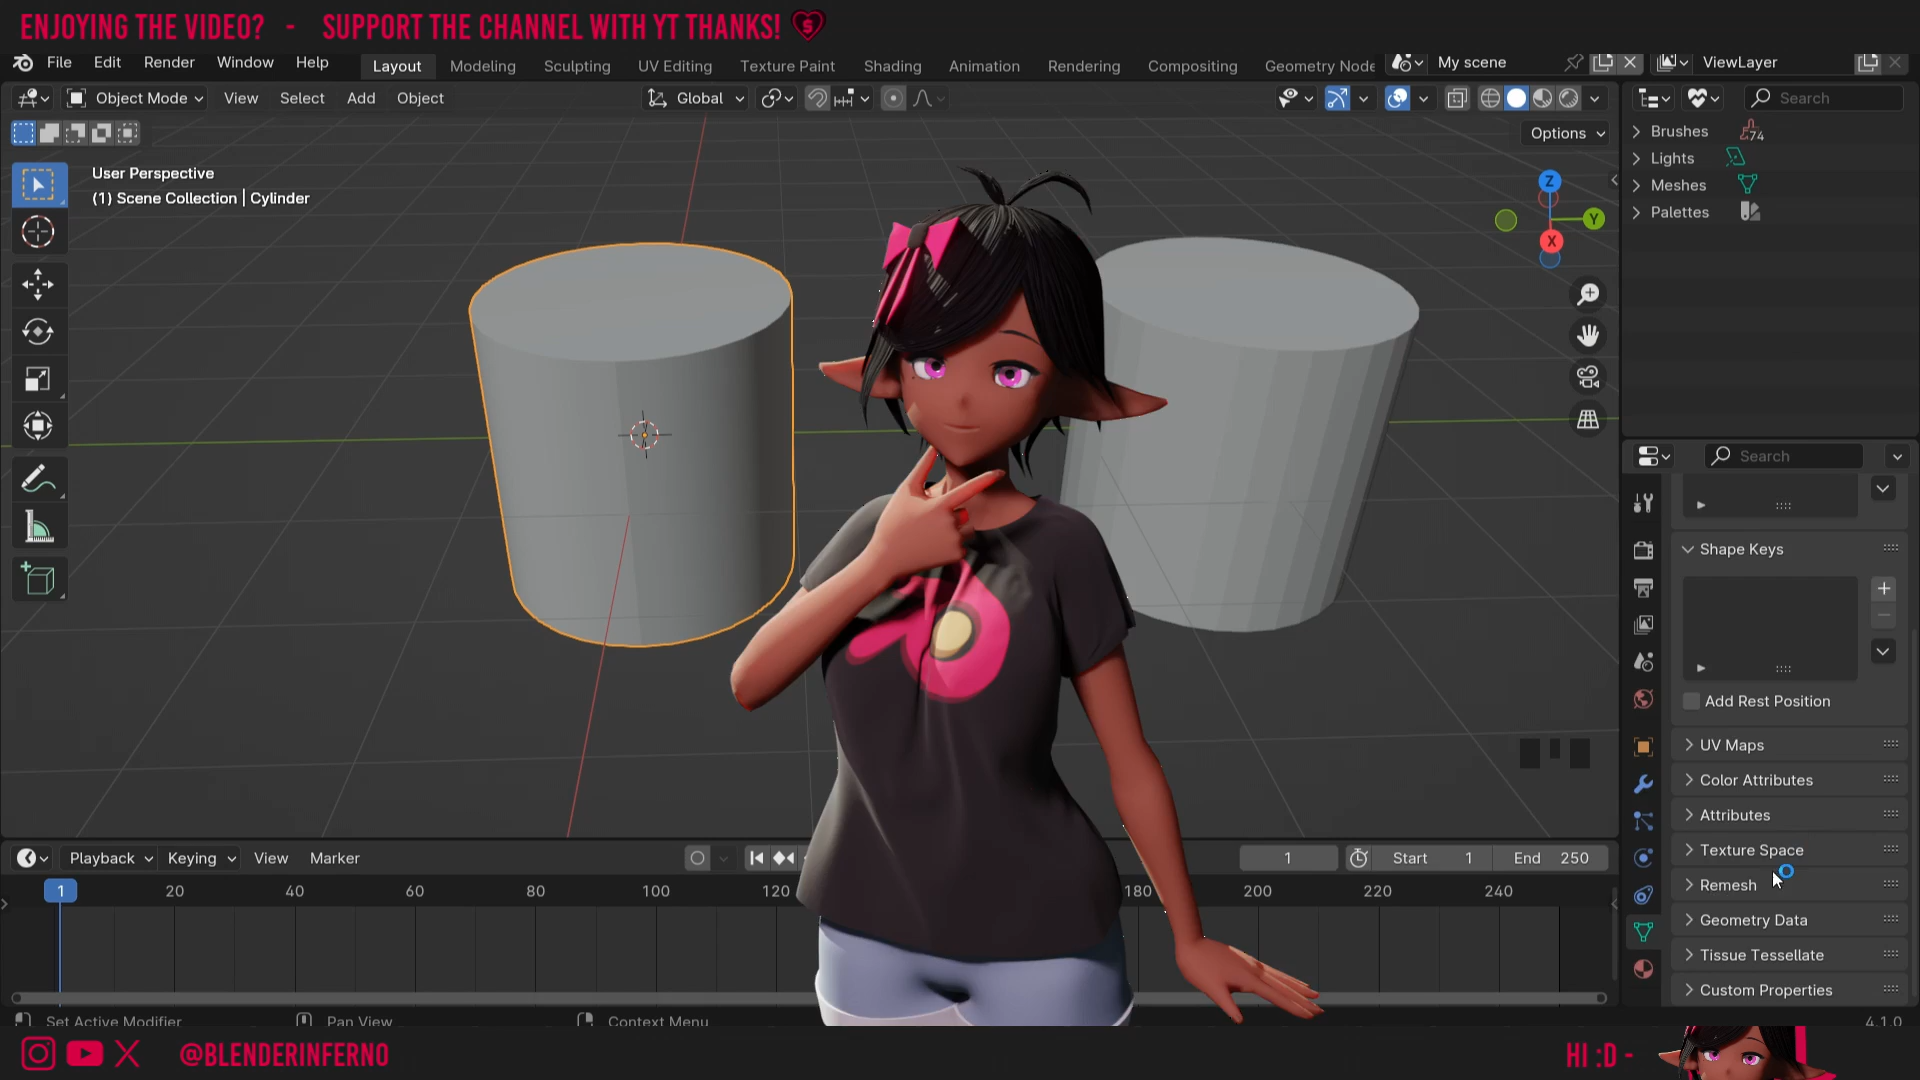 ENJOYING THE VIDEO? - SUPPORT THE CHANNEL WITH YT THANKS!
File Edit Render Window Help Layout Modeling Sculpting UV Editing Texture Paint Shading Animation Rendering Compositing Geometry Node My scene ViewLayer
Object Mode View Select Add Object Global Search
Options
User Perspective
(1) Scene Collection | Cylinder
Brushes 74
Lights
Meshes
Palettes
Z
Y
X
Search
Shape Keys
Add Rest Position
UV Maps
Color Attributes
Attributes
Texture Space
Remesh
Geometry Data
Tissue Tessellate
Custom Properties
Playback Keying View Marker 1 Start 1 End 250
1 20 40 60 80 100 120 180 200 220 240
Set Active Modifier Pan View Context Menu 4.1.0
@BLENDERINFERNO HI :D -